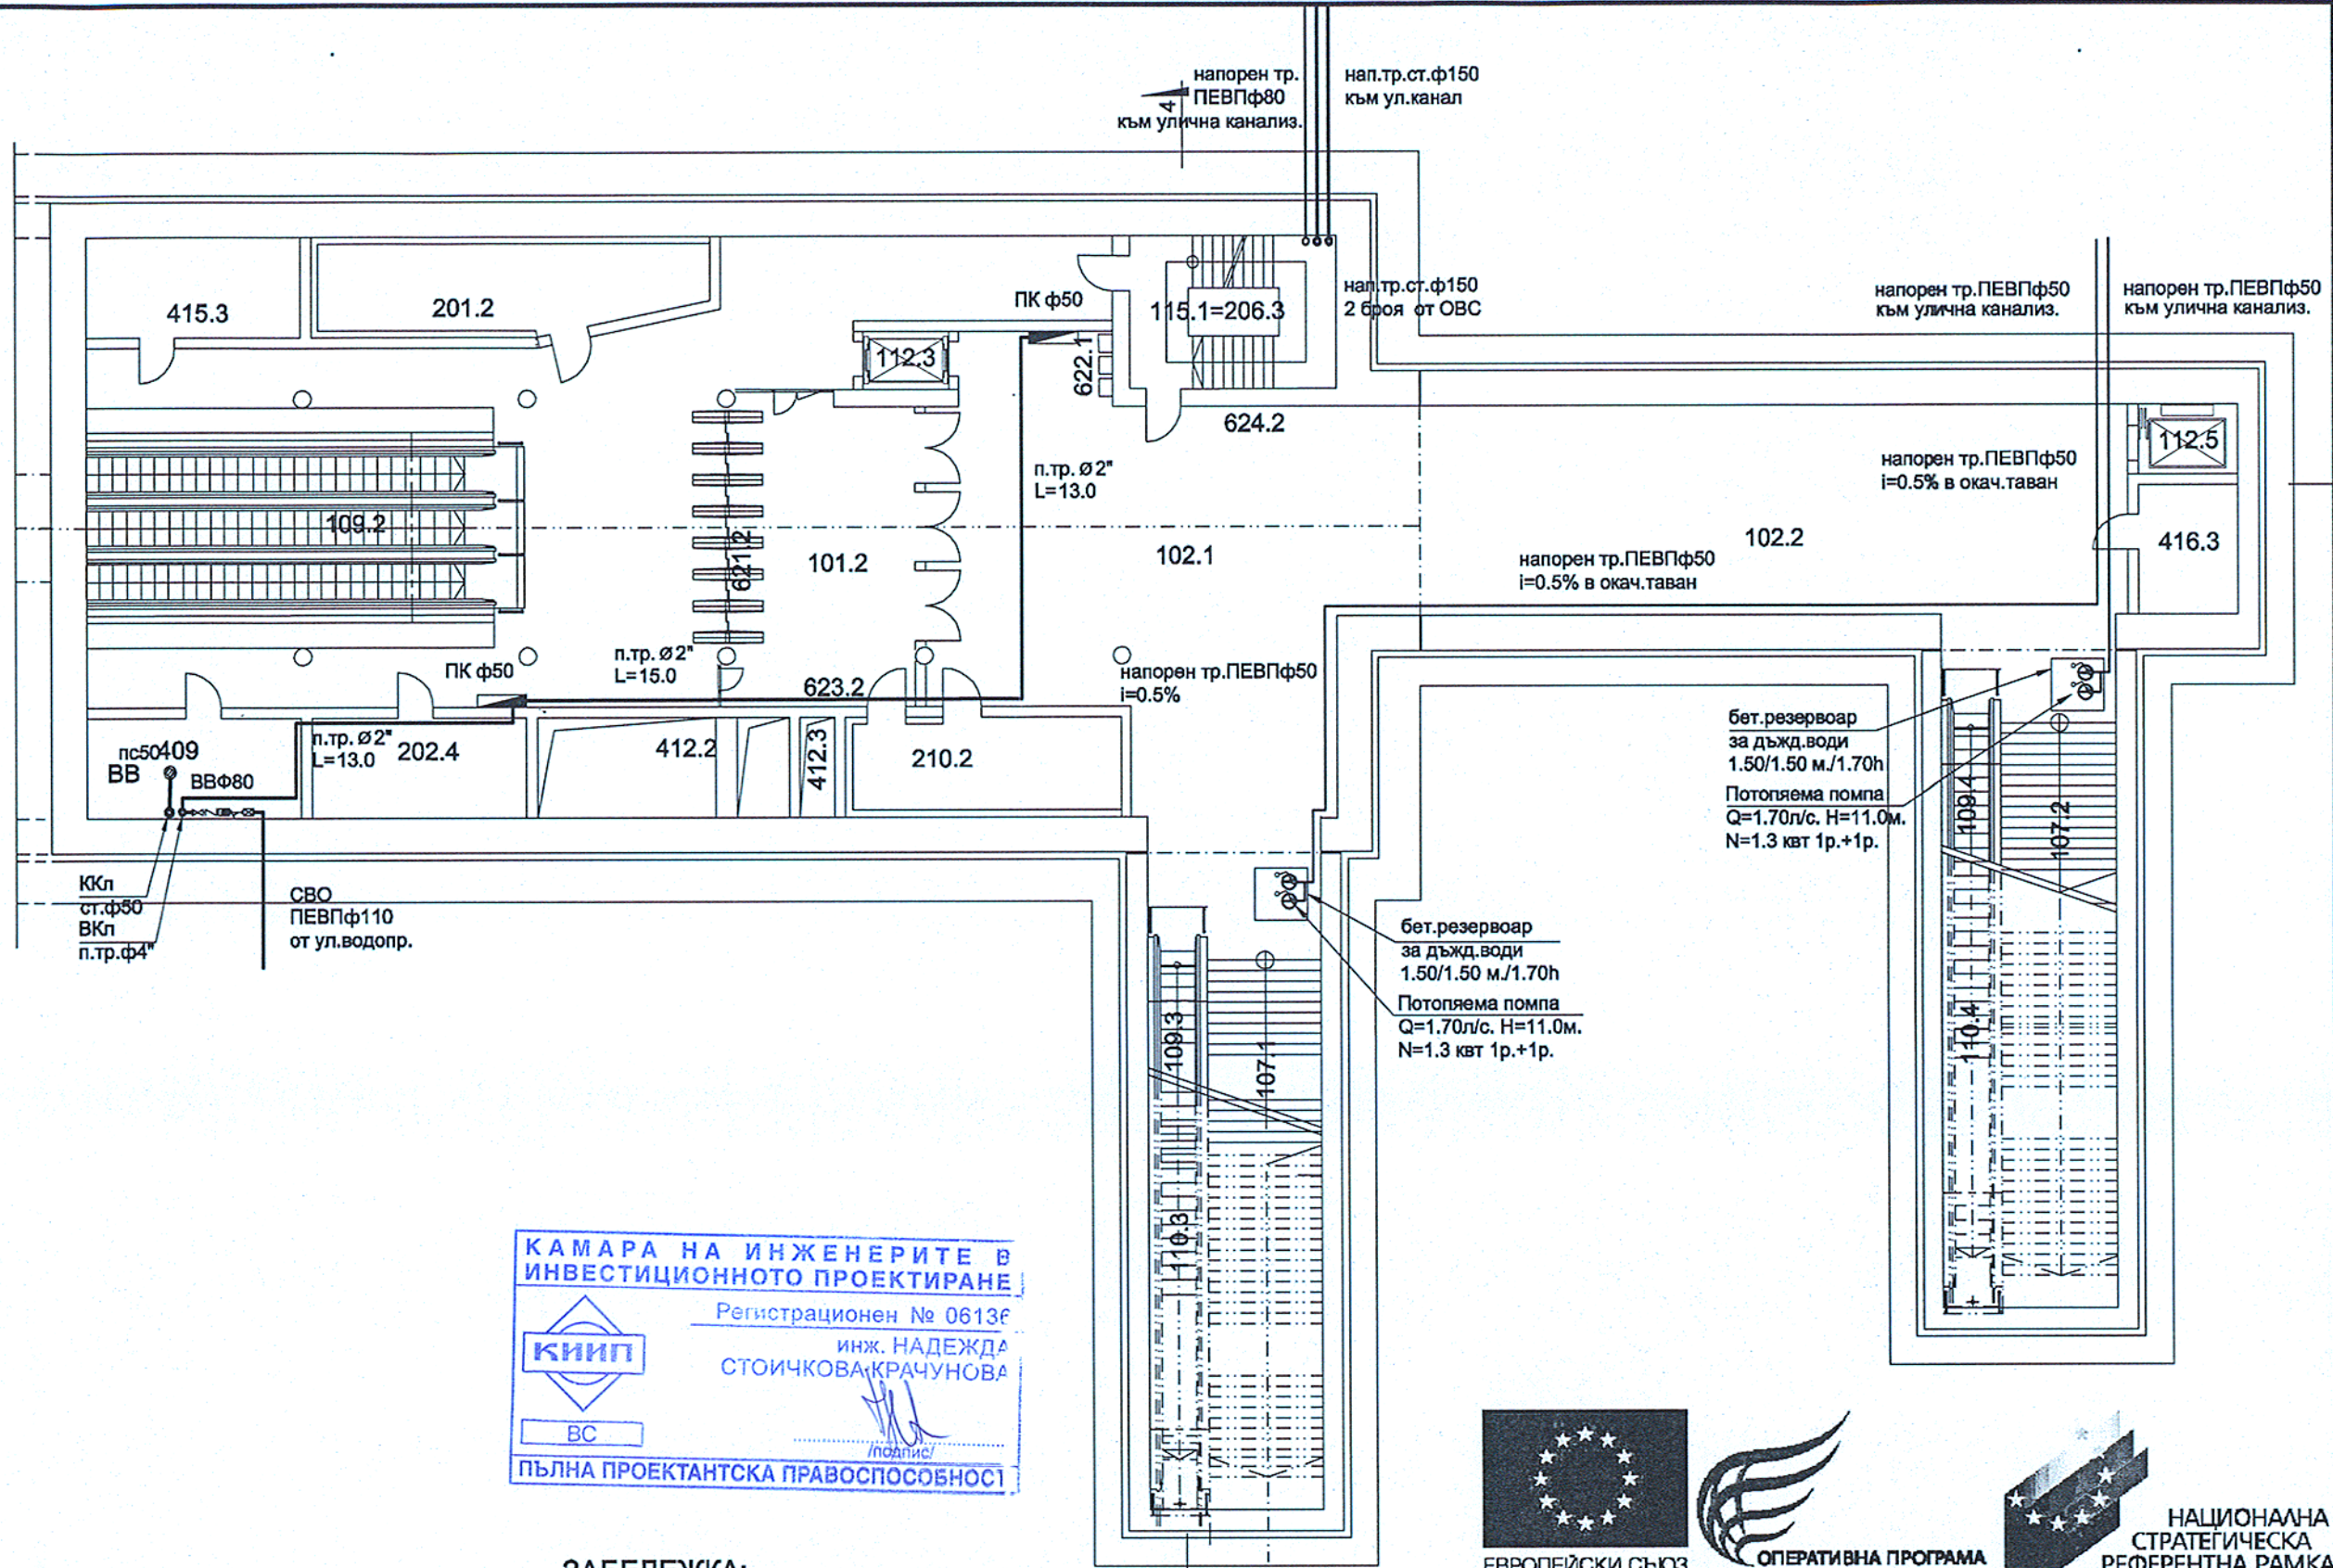 напорен тр.
ПЕВПф80
към улична канализ.
нап.тр.ст.ф150
към ул.канал
4
415.3
201.2
ПК ф50
112.3
622.1
115.1=206.3
нап.тр.ст.ф150
2 броя от ОВС
напорен тр.ПЕВПф50
към улична канализ.
напорен тр.ПЕВПф50
към улична канализ.
624.2
112.5
п.тр. Ø 2"
L=13.0
напорен тр.ПЕВПф50
i=0.5% в окач.таван
109.2
621.2
101.2
102.1
102.2
416.3
напорен тр.ПЕВПф50
i=0.5% в окач.таван
ПК ф50
п.тр. Ø 2"
L=15.0
623.2
напорен тр.ПЕВПф50
i=0.5%
пс50409
ВВ
ВВФ80
п.тр. Ø 2"
L=13.0
202.4
412.2
412.3
210.2
бет.резервоар
за дъжд.води
1.50/1.50 м./1.70h
Потопяема помпа
Q=1.70л/с. H=11.0м.
N=1.3 квт 1р.+1р.
109.4
107.2
110.4
ККл
ст.ф50
ВКл
п.тр.ф4"
СВО
ПЕВПф110
от ул.водопр.
бет.резервоар
за дъжд.води
1.50/1.50 м./1.70h
Потопяема помпа
Q=1.70л/с. H=11.0м.
N=1.3 квт 1р.+1р.
109.3
107.1
110.3
КАМАРА НА ИНЖЕНЕРИТЕ В
ИНВЕСТИЦИОННОТО ПРОЕКТИРАНЕ
Регистрационен № 06136
инж. НАДЕЖДА
СТОИЧКОВА КРАЧУНОВА
КИИП
ВС
/подпис/
ПЪЛНА ПРОЕКТАНТСКА ПРАВОСПОСОБНОСТ
ЗАБЕЛЕЖКА:
ЕВРОПЕЙСКИ СЪЮЗ
ОПЕРАТИВНА ПРОГРАМА
НАЦИОНАЛНА
СТРАТЕГИЧЕСКА
РЕФЕРЕНТНА РАМКА